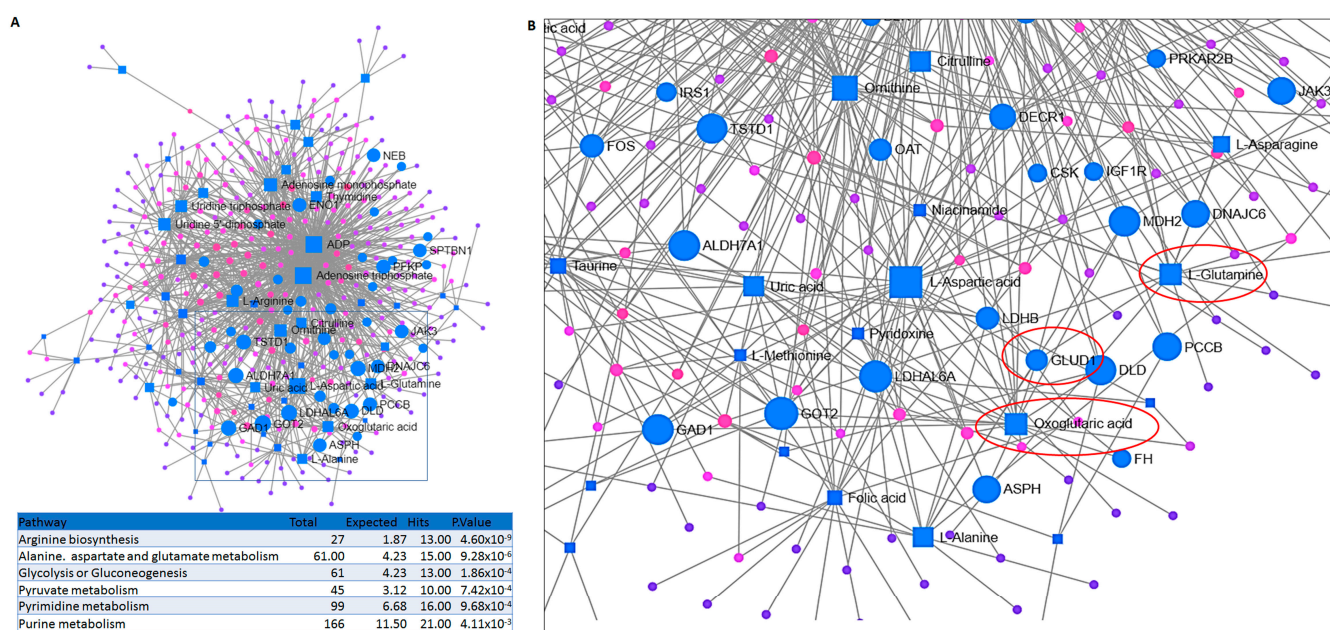 A
NEB
Adenosine monophosphate
Thymidine
Uridine triphosphate
ENO1
Uridine 5'-diphosphate
ADP
SPTBN1
PFKP
Adenosine triphosphate
L-Arginine
Citrulline
Ornithine
JAK3
TSTD1
MDH2
DNAJC6
ALDH7A1
Uric acid
L-Aspartic acid
L-Glutamine
PCCB
LDHAL6A
DLD
GAD1
GOT2
Oxoglutaric acid
ASPH
L-Alanine
Pathway Total Expected Hits P.Value
Arginine biosynthesis 27 1.87 13.00 4.60x10-9
Alanine. aspartate and glutamate metabolism 61.00 4.23 15.00 9.28x10-6
Glycolysis or Gluconeogenesis 61 4.23 13.00 1.86x10-4
Pyruvate metabolism 45 3.12 10.00 7.42x10-4
Pyrimidine metabolism 99 6.68 16.00 9.68x10-4
Purine metabolism 166 11.50 21.00 4.11x10-3
B
tic acid
Citrulline
PRKAR2B
Ornithine
IRS1
JAK3
DECR1
TSTD1
FOS
OAT
L-Asparagine
CSK
IGF1R
Niacinamide
MDH2
DNAJC6
ALDH7A1
Taurine
L-Glutamine
Uric acid
L-Aspartic acid
LDHB
Pyridoxine
PCCB
L-Methionine
GLUD1
DLD
LDHAL6A
GOT2
GAD1
Oxoglutaric acid
FH
ASPH
Folic acid
L-Alanine